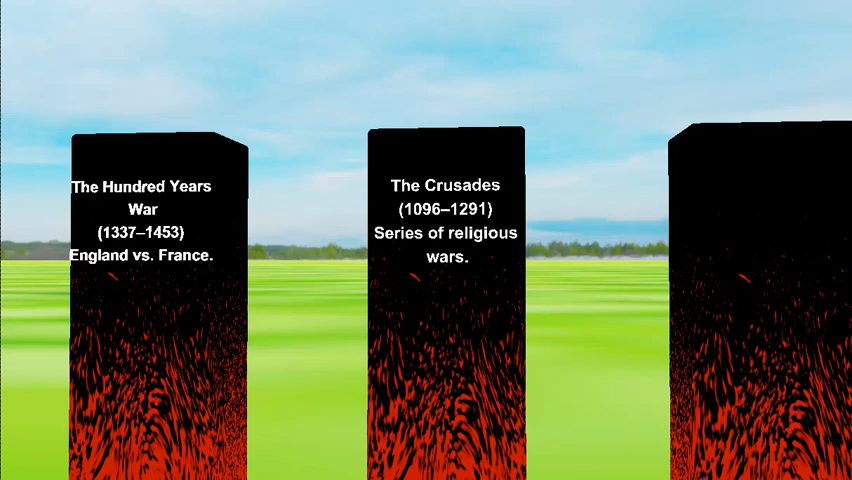 The Hundred Years
War
(1337–1453)
England vs. France.
The Crusades
(1096–1291)
Series of religious
wars.